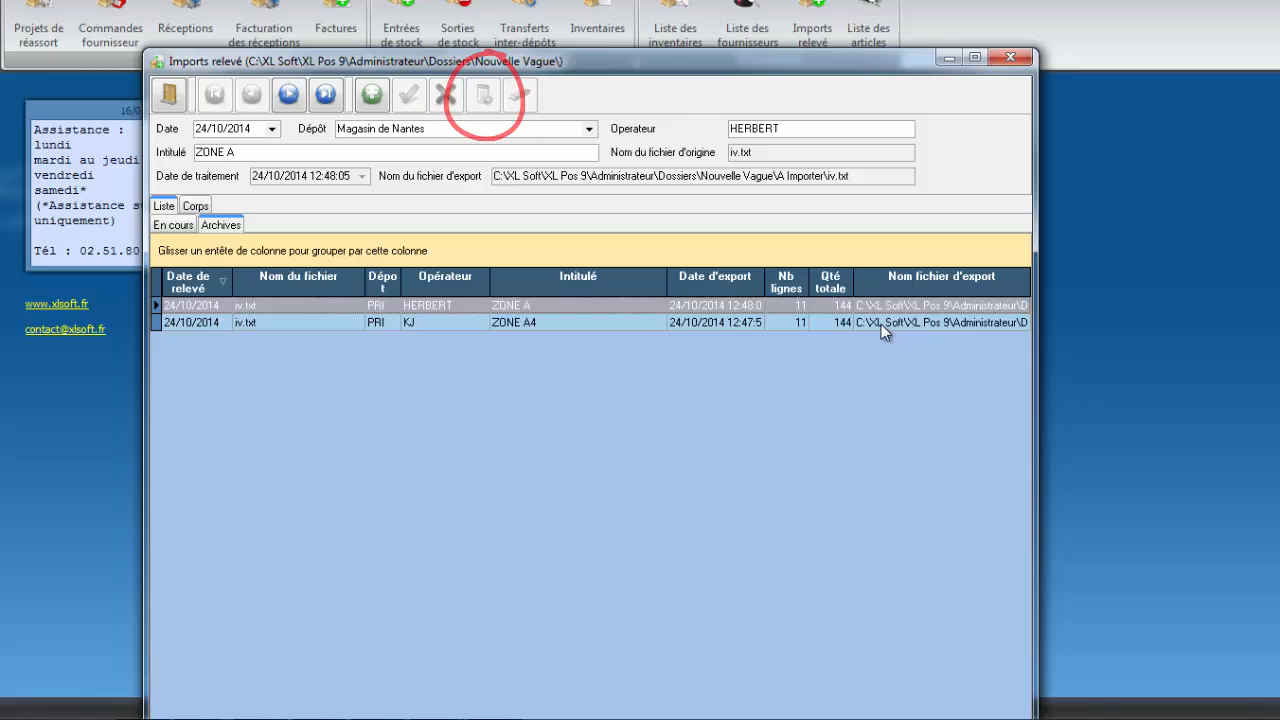 Projets de réassort
Commandes fournisseur
Réceptions
Facturation des réceptions
Factures
Entrées de stock
Sorties de stock
Transferts inter-dépôts
Inventaires
Liste des inventaires
Liste des fournisseurs
Imports relevé
Liste des articles
Imports relevé (C:\XL Soft\XL Pos 9\Administrateur\Dossiers\Nouvelle Vague\)
16/0
Assistance :
lundi
mardi au jeudi
vendredi
samedi*
(*Assistance s
uniquement)
Tél : 02.51.80
www.xlsoft.fr
contact@xlsoft.fr
Date 24/10/2014 Dépôt Magasin de Nantes Operateur HERBERT
Intitulé ZONE A Nom du fichier d'origine iv.txt
Date de traitement 24/10/2014 12:48:05 Nom du fichier d'export C:\XL Soft\XL Pos 9\Administrateur\Dossiers\Nouvelle Vague\A Importer\iv.txt
Liste Corps
En cours Archives
Glisser un entête de colonne pour grouper par cette colonne
Date de relevé Nom du fichier Dépot Opérateur Intitulé Date d'export Nb lignes Qté totale Nom fichier d'export
24/10/2014 iv.txt PRI HERBERT ZONE A 24/10/2014 12:48:0 11 144 C:\XL Soft\XL Pos 9\Administrateur\D
24/10/2014 iv.txt PRI KJ ZONE A4 24/10/2014 12:47:5 11 144 C:\XL Soft\XL Pos 9\Administrateur\D